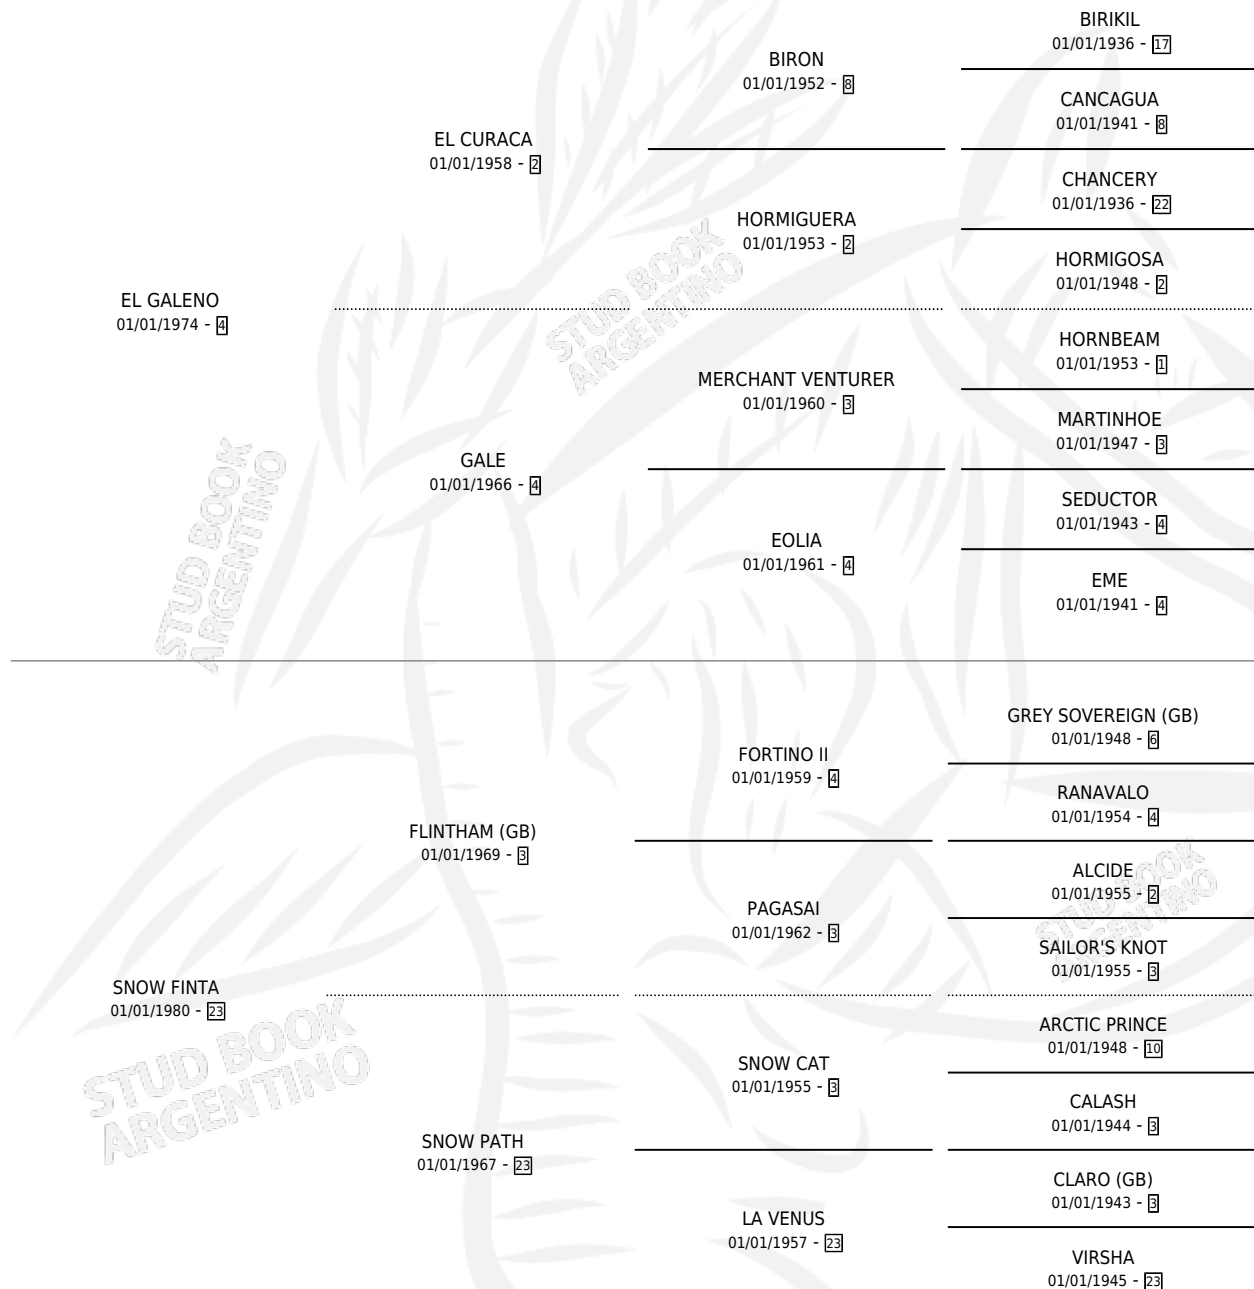 BIRIKIL
01/01/1936 - 17
BIRON
01/01/1952 - 8
CANCAGUA
01/01/1941 - 8
EL CURACA
01/01/1958 - 2
CHANCERY
01/01/1936 - 22
HORMIGUERA
01/01/1953 - 2
HORMIGOSA
01/01/1948 - 2
EL GALENO
01/01/1974 - 4
HORNBEAM
01/01/1953 - 1
MERCHANT VENTURER
01/01/1960 - 3
MARTINHOE
01/01/1947 - 3
GALE
01/01/1966 - 4
SEDUCTOR
01/01/1943 - 4
EOLIA
01/01/1961 - 4
EME
01/01/1941 - 4
STUD BOOK
ARGENTINO
STUD BOOK
ARGENTINO
GREY SOVEREIGN (GB)
01/01/1948 - 6
FORTINO II
01/01/1959 - 4
RANAVALO
01/01/1954 - 4
FLINTHAM (GB)
01/01/1969 - 3
ALCIDE
01/01/1955 - 2
PAGASAI
01/01/1962 - 3
SAILOR'S KNOT
01/01/1955 - 3
SNOW FINTA
01/01/1980 - 23
ARCTIC PRINCE
01/01/1948 - 10
SNOW CAT
01/01/1955 - 3
CALASH
01/01/1944 - 3
SNOW PATH
01/01/1967 - 23
CLARO (GB)
01/01/1943 - 3
LA VENUS
01/01/1957 - 23
VIRSHA
01/01/1945 - 23
STUD BOOK
ARGENTINO
STUD BOOK
ARGENTINO